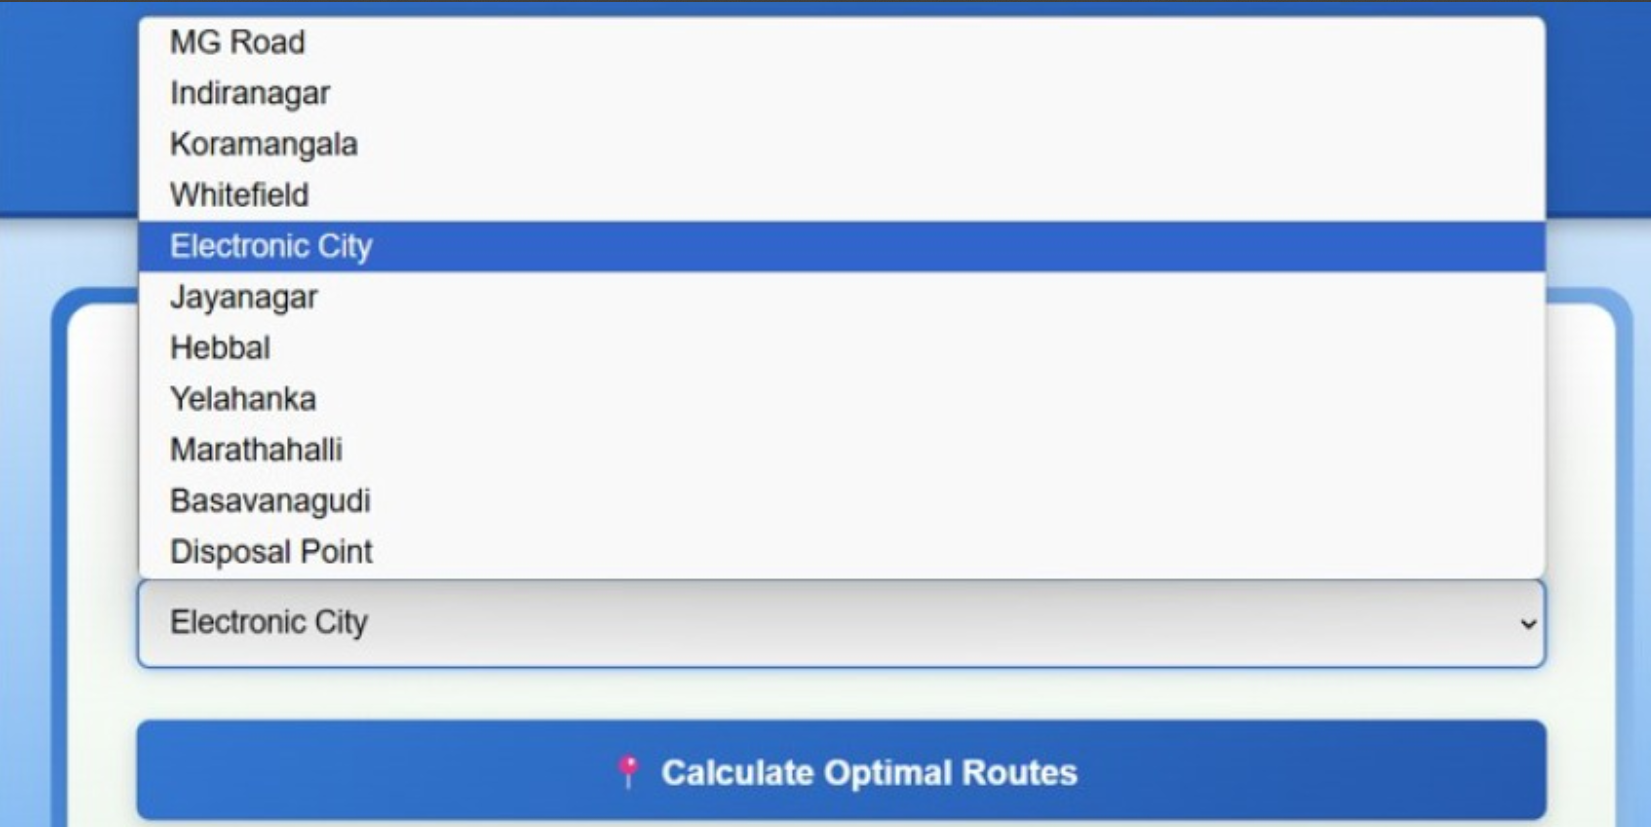 MG Road
Indiranagar
Koramangala
Whitefield
Electronic City
Jayanagar
Hebbal
Yelahanka
Marathahalli
Basavanagudi
Disposal Point
Electronic City
📍 Calculate Optimal Routes